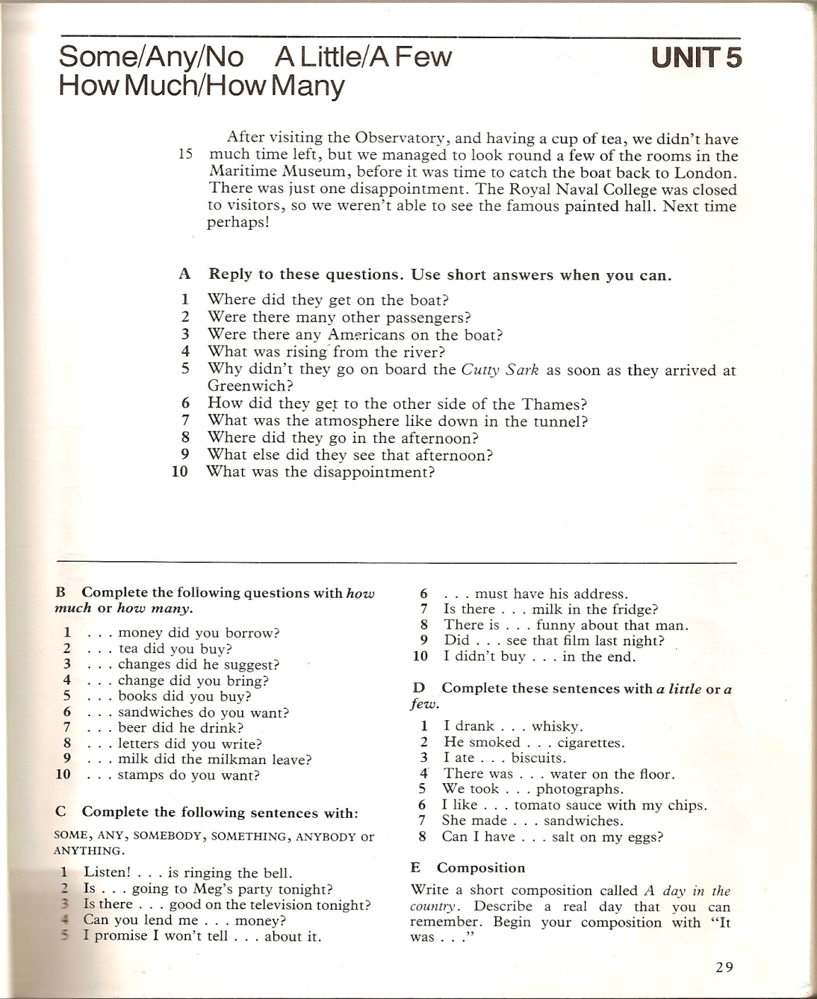 Some/Any/No A Little/A Few UNIT 5
How Much/How Many
After visiting the Observatory, and having a cup of tea, we didn't have
15 much time left, but we managed to look round a few of the rooms in the
Maritime Museum, before it was time to catch the boat back to London.
There was just one disappointment. The Royal Naval College was closed
to visitors, so we weren't able to see the famous painted hall. Next time
perhaps!
A Reply to these questions. Use short answers when you can.
1 Where did they get on the boat?
2 Were there many other passengers?
3 Were there any Americans on the boat?
4 What was rising from the river?
5 Why didn't they go on board the Cutty Sark as soon as they arrived at
Greenwich?
6 How did they get to the other side of the Thames?
7 What was the atmosphere like down in the tunnel?
8 Where did they go in the afternoon?
9 What else did they see that afternoon?
10 What was the disappointment?
B Complete the following questions with how
much or how many.
1 . . . money did you borrow?
2 . . . tea did you buy?
3 . . . changes did he suggest?
4 . . . change did you bring?
5 . . . books did you buy?
6 . . . sandwiches do you want?
7 . . . beer did he drink?
8 . . . letters did you write?
9 . . . milk did the milkman leave?
10 . . . stamps do you want?
C Complete the following sentences with:
SOME, ANY, SOMEBODY, SOMETHING, ANYBODY or
ANYTHING.
1 Listen! . . . is ringing the bell.
2 Is . . . going to Meg's party tonight?
3 Is there . . . good on the television tonight?
4 Can you lend me . . . money?
5 I promise I won't tell . . . about it.
6 . . . must have his address.
7 Is there . . . milk in the fridge?
8 There is . . . funny about that man.
9 Did . . . see that film last night?
10 I didn't buy . . . in the end.
D Complete these sentences with a little or a
few.
1 I drank . . . whisky.
2 He smoked . . . cigarettes.
3 I ate . . . biscuits.
4 There was . . . water on the floor.
5 We took . . . photographs.
6 I like . . . tomato sauce with my chips.
7 She made . . . sandwiches.
8 Can I have . . . salt on my eggs?
E Composition
Write a short composition called A day in the
country. Describe a real day that you can
remember. Begin your composition with "It
was . . ."
29